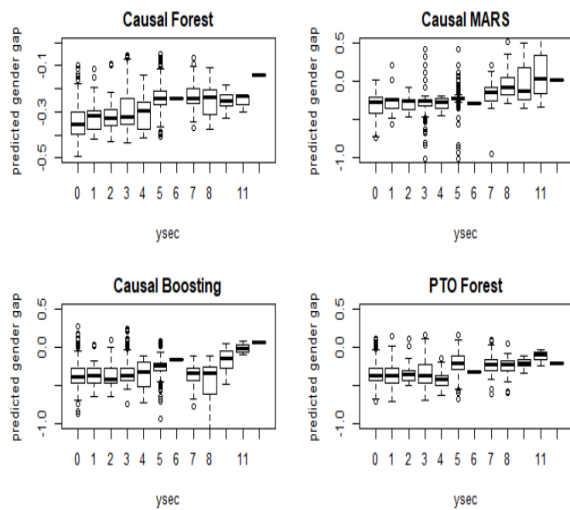 Causal Forest
predicted gender gap
-0.1
-0.3
-0.5
0 1 2 3 4 5 6 7 8 11
ysec
Causal MARS
predicted gender gap
0.5
0.0
-1.0
0 1 2 3 4 5 6 7 8 11
ysec
Causal Boosting
predicted gender gap
0.5
0.0
-1.0
0 1 2 3 4 5 6 7 8 11
ysec
PTO Forest
predicted gender gap
0.5
0.0
-1.0
0 1 2 3 4 5 6 7 8 11
ysec